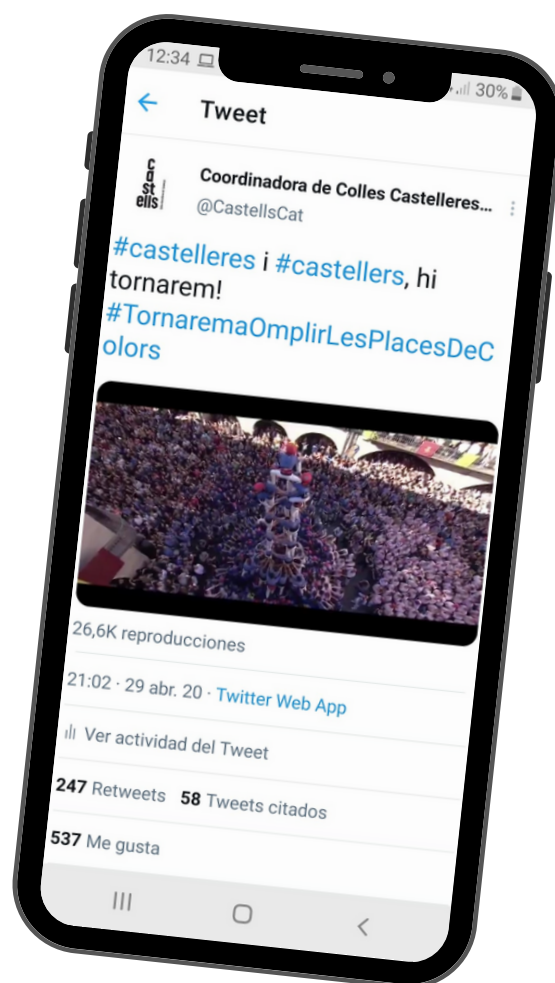 12:34
30%
Tweet
c
a
st
ells
Coordinadora de Colles Castelleres...
@CastellsCat
#castelleres i #castellers, hi
tornarem!
#TornaremaOmplirLesPlacesDeC
olors
26,6K reproducciones
21:02 · 29 abr. 20 · Twitter Web App
Ver actividad del Tweet
247 Retweets 58 Tweets citados
537 Me gusta